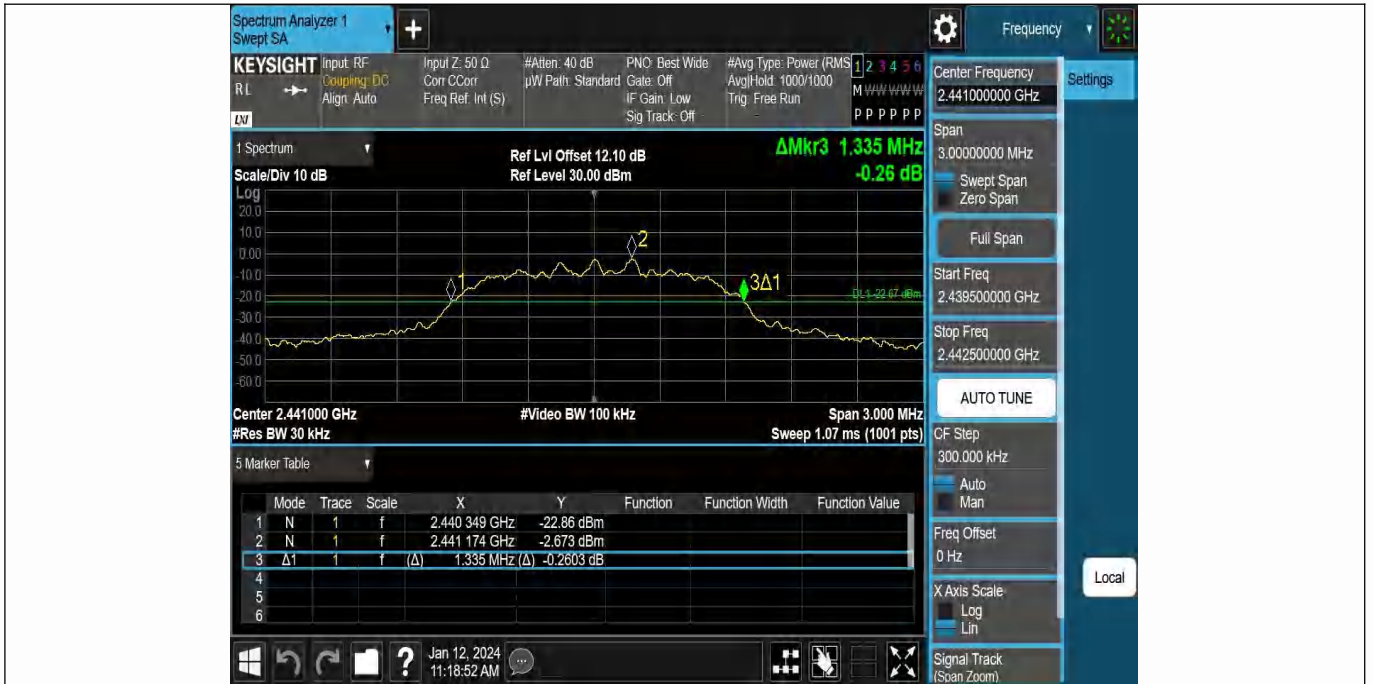 Spectrum Analyzer 1
Swept SA
+
Frequency
KEYSIGHT
RL
LXI
Input: RF
Coupling: DC
Align: Auto
Input Z: 50 Ω
Corr CCorr
Freq Ref: Int (S)
#Atten: 40 dB
µW Path: Standard
PNO: Best Wide
Gate: Off
IF Gain: Low
Sig Track: Off
#Avg Type: Power (RMS
Avg|Hold: 1000/1000
Trig: Free Run
1 2 3 4 5 6
M W W W W W
P P P P P P
1 Spectrum
Scale/Div 10 dB
Ref Lvl Offset 12.10 dB
Ref Level 30.00 dBm
ΔMkr3 1.335 MHz
-0.26 dB
Log
20.0
10.0
0.00
-10.0
-20.0
-30.0
-40.0
-50.0
-60.0
1
2
3Δ1
DL1 -22.67 dBm
Center 2.441000 GHz
#Res BW 30 kHz
#Video BW 100 kHz
Span 3.000 MHz
Sweep 1.07 ms (1001 pts)
5 Marker Table
Mode Trace Scale X Y Function Function Width Function Value
1 N 1 f 2.440 349 GHz -22.86 dBm
2 N 1 f 2.441 174 GHz -2.673 dBm
3 Δ1 1 f (Δ) 1.335 MHz (Δ) -0.2603 dB
4
5
6
?
Jan 12, 2024
11:18:52 AM
Center Frequency
2.441000000 GHz
Span
3.00000000 MHz
Swept Span
Zero Span
Full Span
Start Freq
2.439500000 GHz
Stop Freq
2.442500000 GHz
AUTO TUNE
CF Step
300.000 kHz
Auto
Man
Freq Offset
0 Hz
X Axis Scale
Log
Lin
Signal Track
(Span Zoom)
Settings
Local